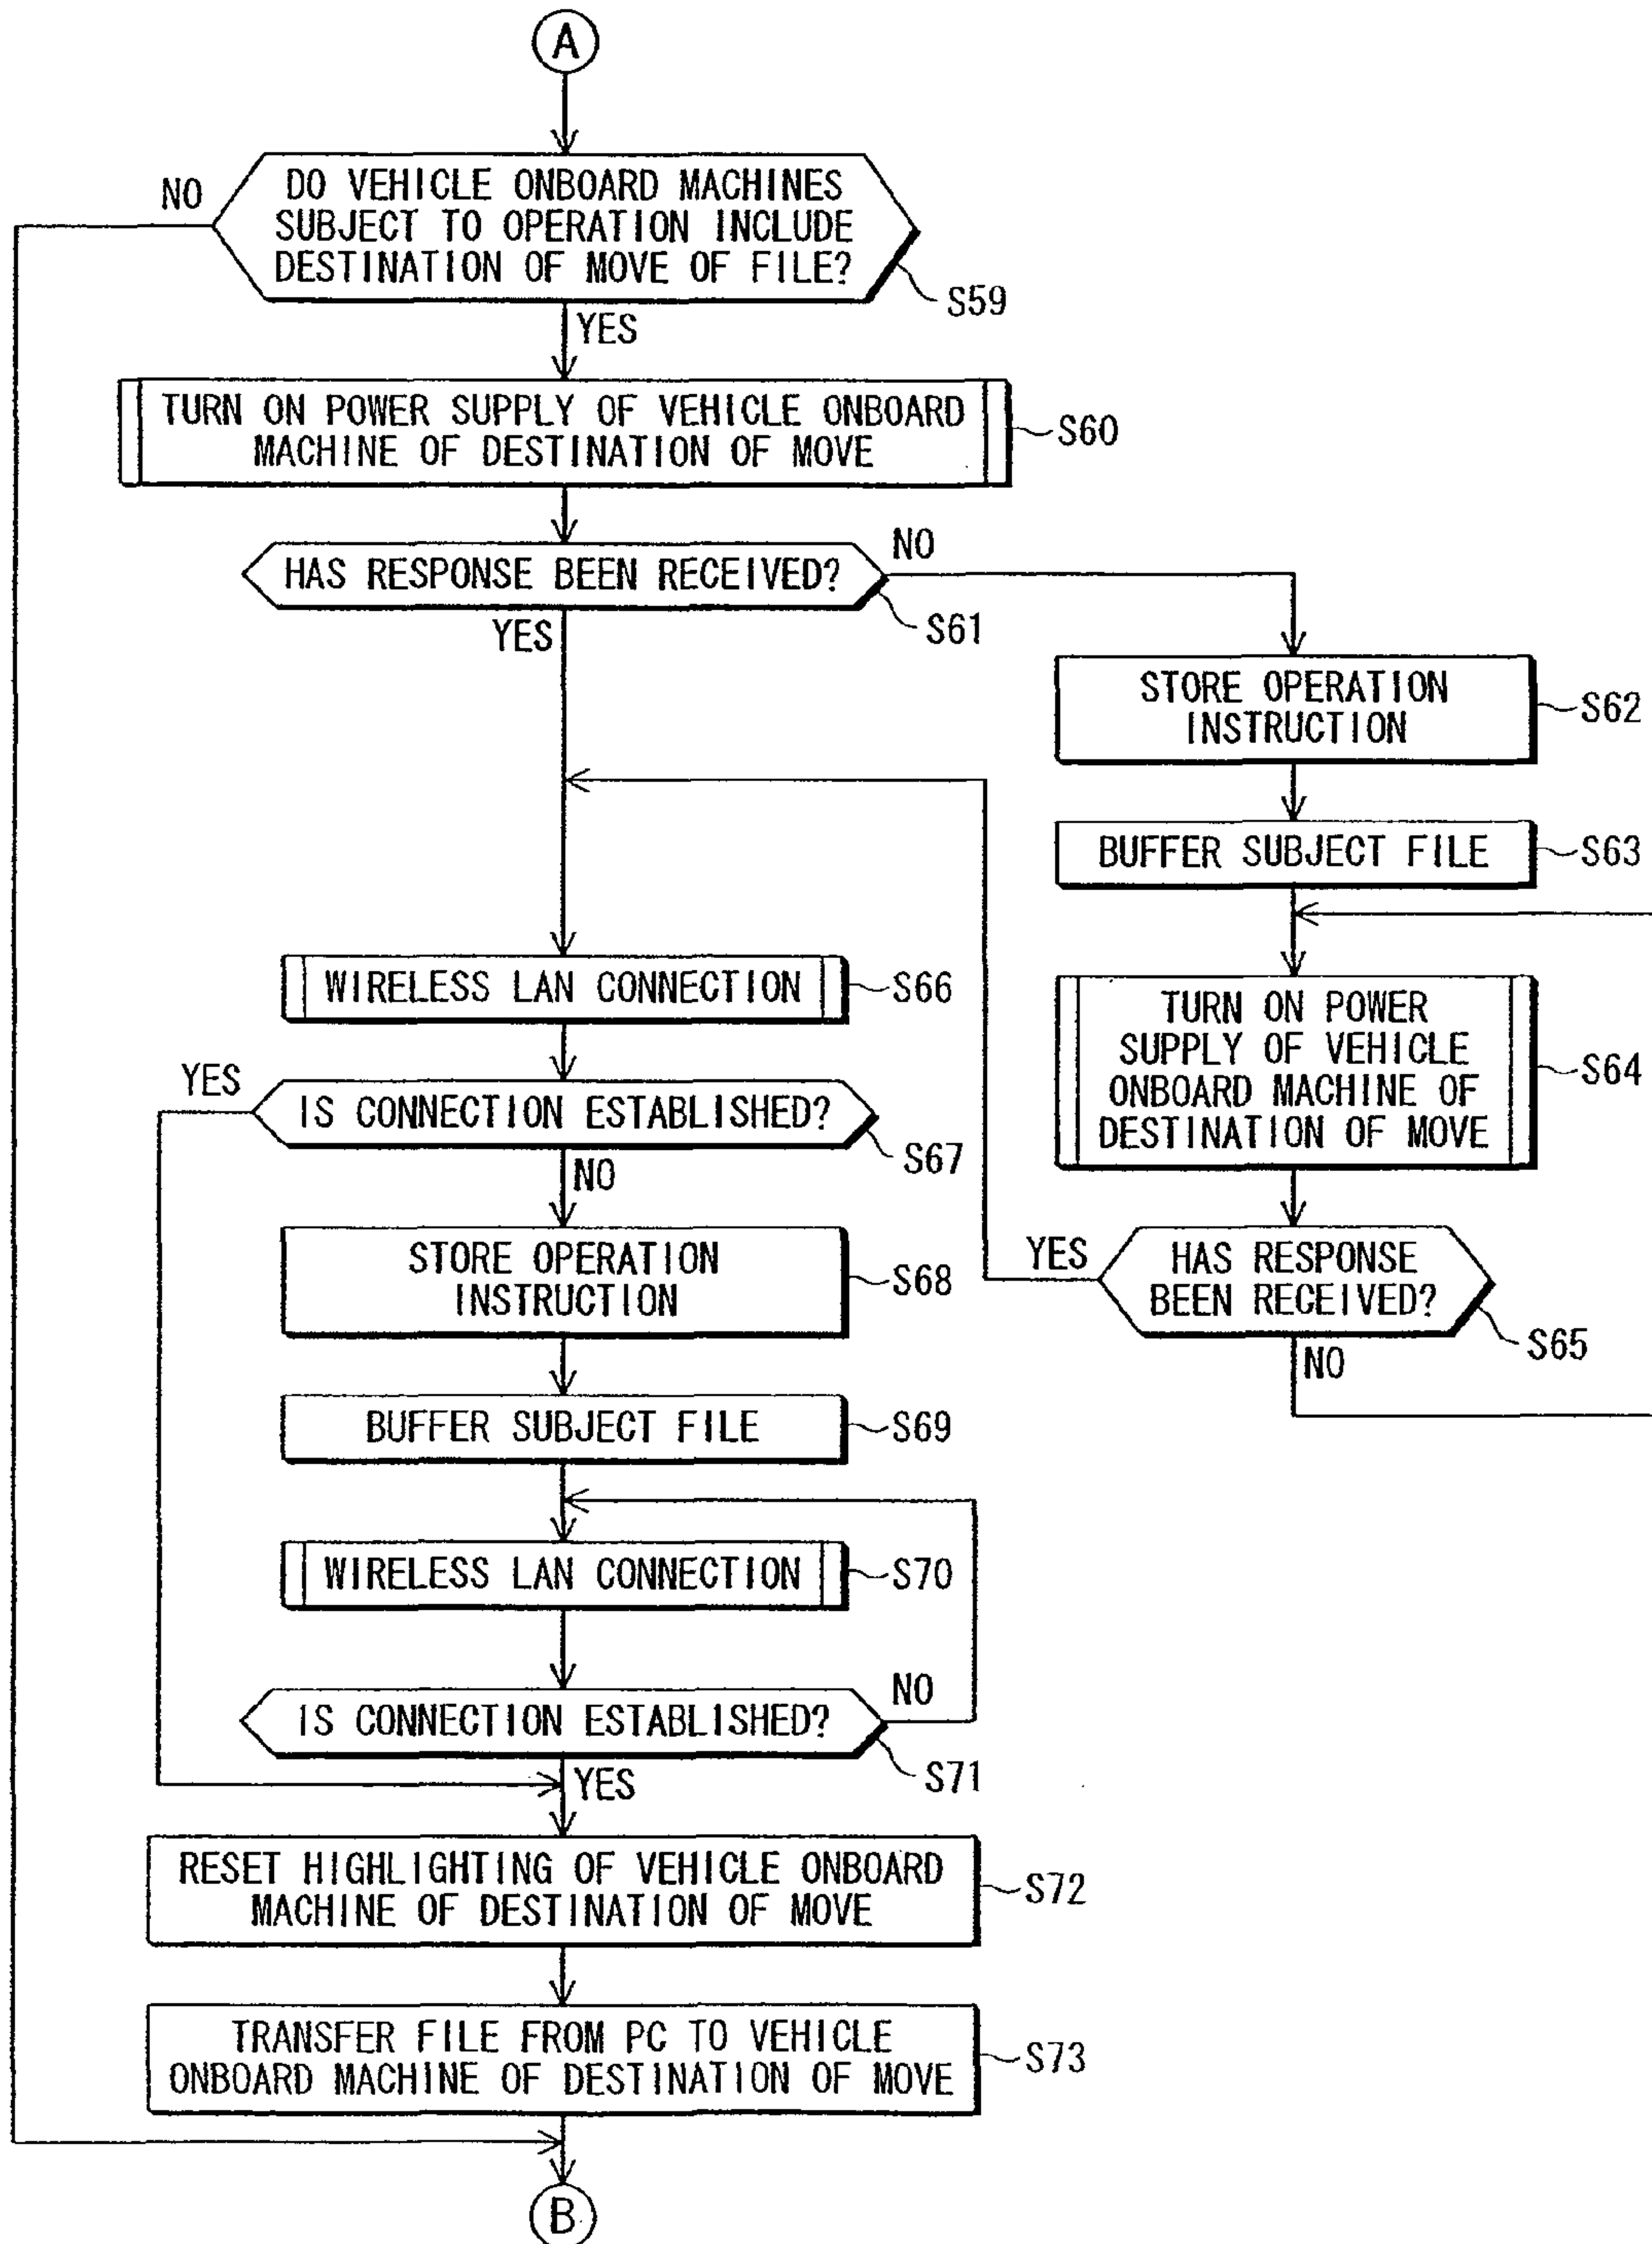 A
NO
DO VEHICLE ONBOARD MACHINES
SUBJECT TO OPERATION INCLUDE
DESTINATION OF MOVE OF FILE?
S59
YES
TURN ON POWER SUPPLY OF VEHICLE ONBOARD
MACHINE OF DESTINATION OF MOVE
S60
HAS RESPONSE BEEN RECEIVED?
NO
S61
YES
STORE OPERATION
INSTRUCTION
S62
BUFFER SUBJECT FILE
S63
TURN ON POWER
SUPPLY OF VEHICLE
ONBOARD MACHINE OF
DESTINATION OF MOVE
S64
YES
HAS RESPONSE
BEEN RECEIVED?
S65
NO
WIRELESS LAN CONNECTION
S66
YES
IS CONNECTION ESTABLISHED?
S67
NO
STORE OPERATION
INSTRUCTION
S68
BUFFER SUBJECT FILE
S69
WIRELESS LAN CONNECTION
S70
IS CONNECTION ESTABLISHED?
NO
S71
YES
RESET HIGHLIGHTING OF VEHICLE ONBOARD
MACHINE OF DESTINATION OF MOVE
S72
TRANSFER FILE FROM PC TO VEHICLE
ONBOARD MACHINE OF DESTINATION OF MOVE
S73
B